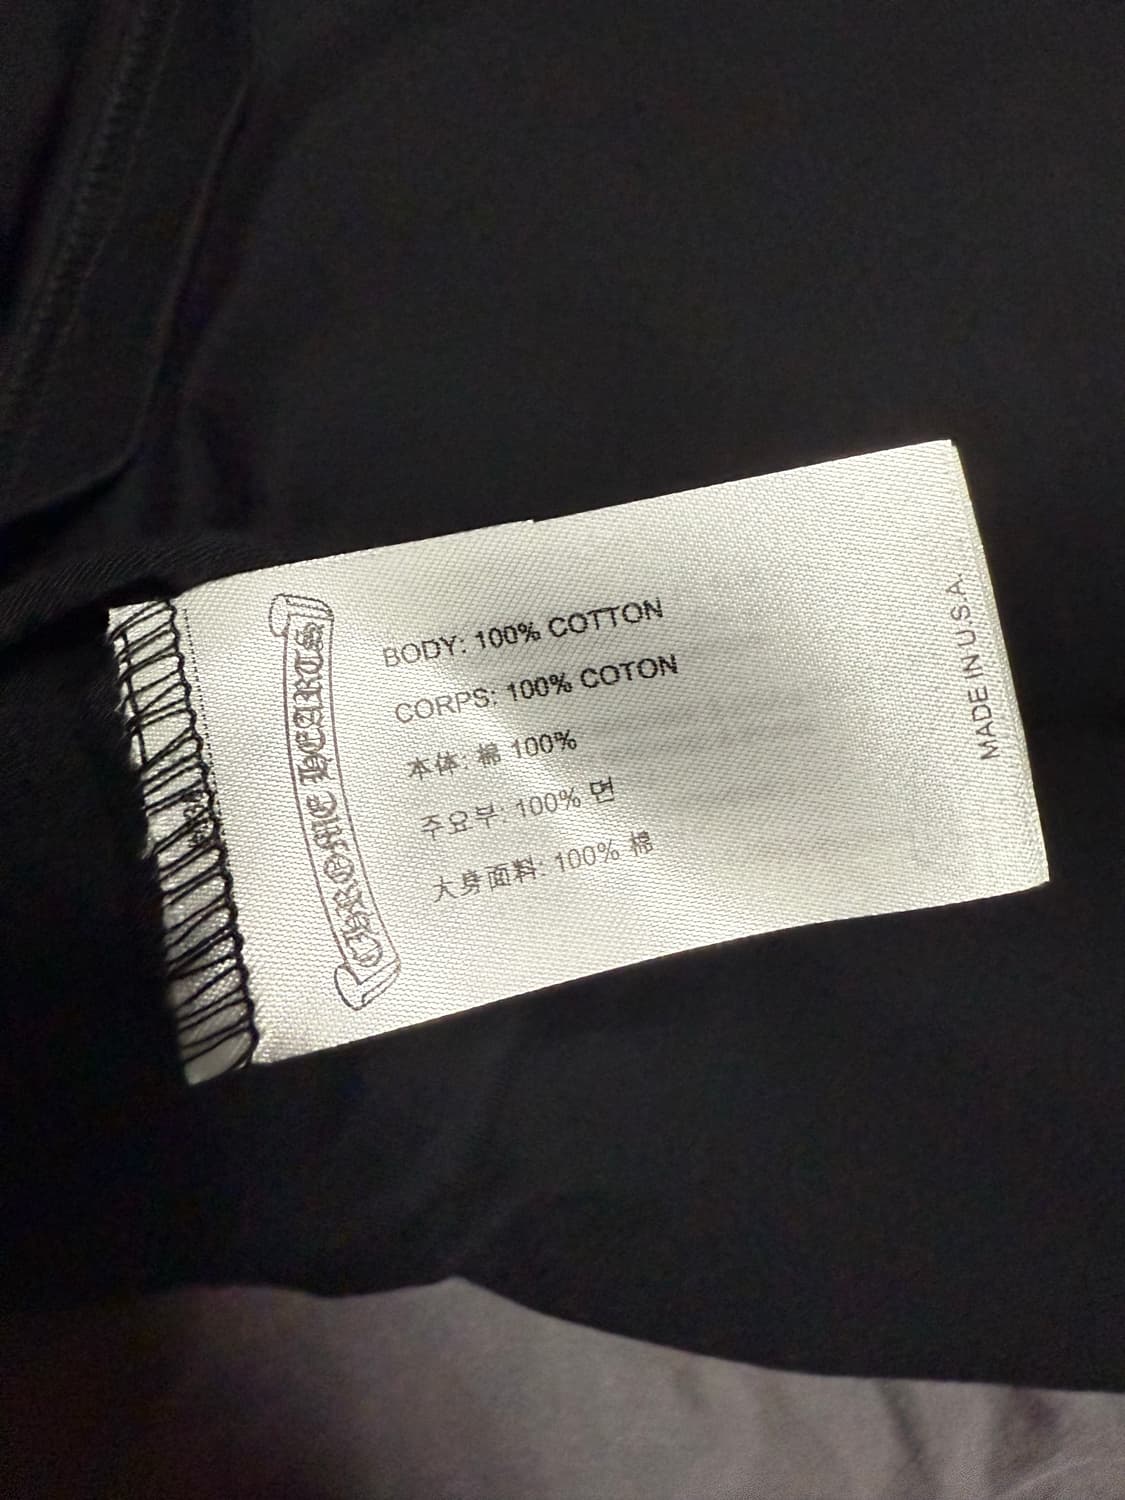 CHROME HEARTS
BODY: 100% COTTON
CORPS: 100% COTON
本体: 棉 100%
주요부: 100% 면
大身面料: 100% 棉
MADE IN U.S.A.